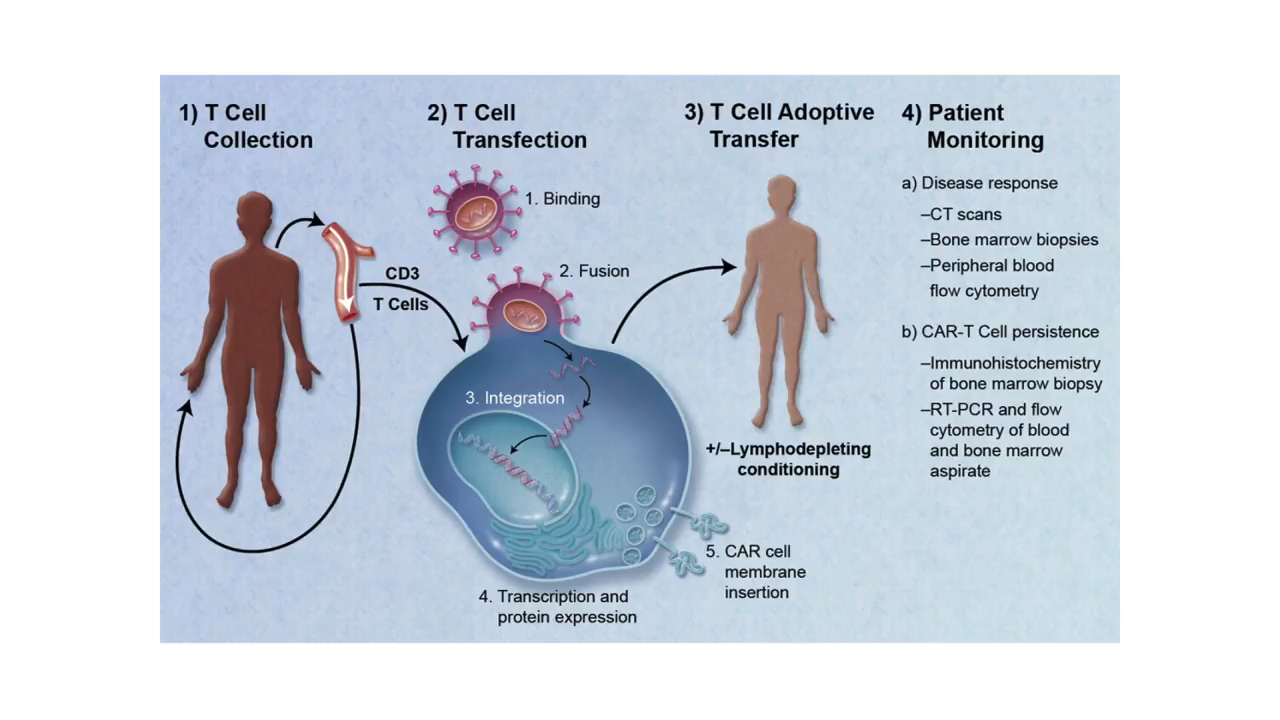 1) T Cell
Collection
CD3
T Cells
2) T Cell
Transfection
1. Binding
2. Fusion
3. Integration
4. Transcription and
protein expression
5. CAR cell
membrane
insertion
3) T Cell Adoptive
Transfer
+/–Lymphodepleting
conditioning
4) Patient
Monitoring
a) Disease response
–CT scans
–Bone marrow biopsies
–Peripheral blood
flow cytometry
b) CAR-T Cell persistence
–Immunohistochemistry
of bone marrow biopsy
–RT-PCR and flow
cytometry of blood
and bone marrow
aspirate